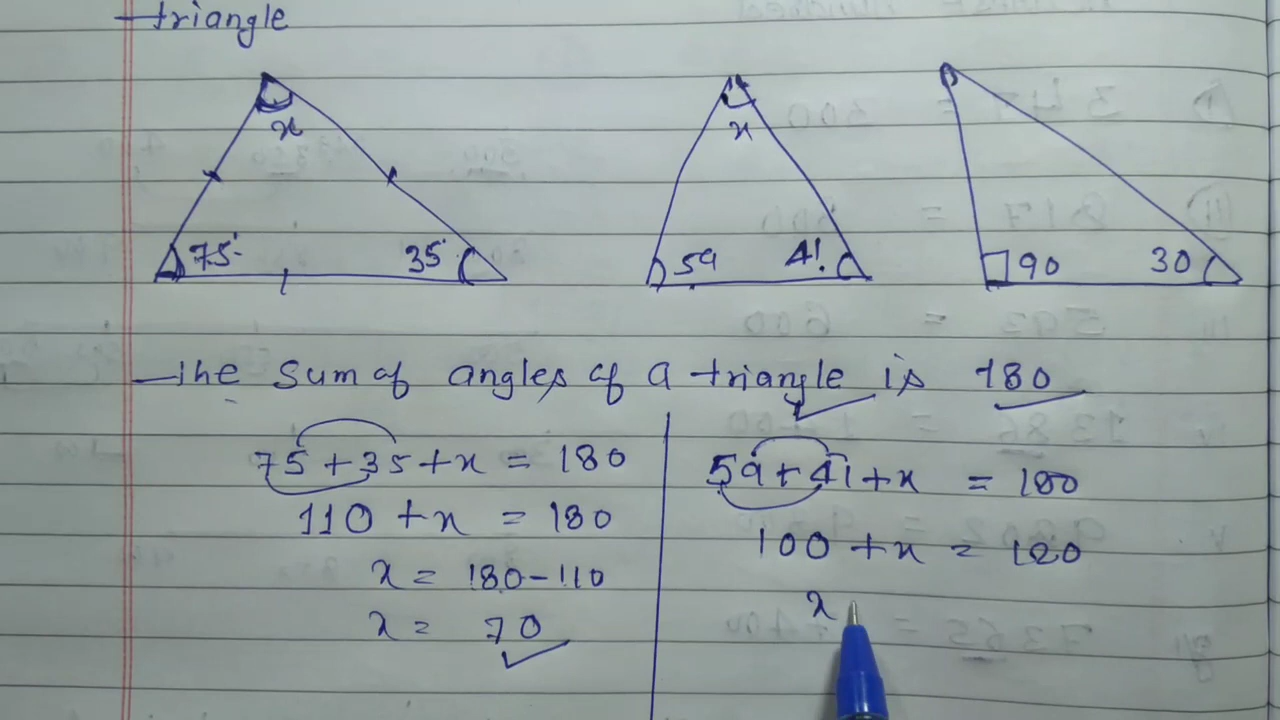 triangle
x
75
35
x
59
41
90
30
The sum of angles of a triangle is 180
75 + 35 + x = 180
110 + x = 180
x = 180 - 110
x = 70
59 + 41 + x = 180
100 + x = 180
x